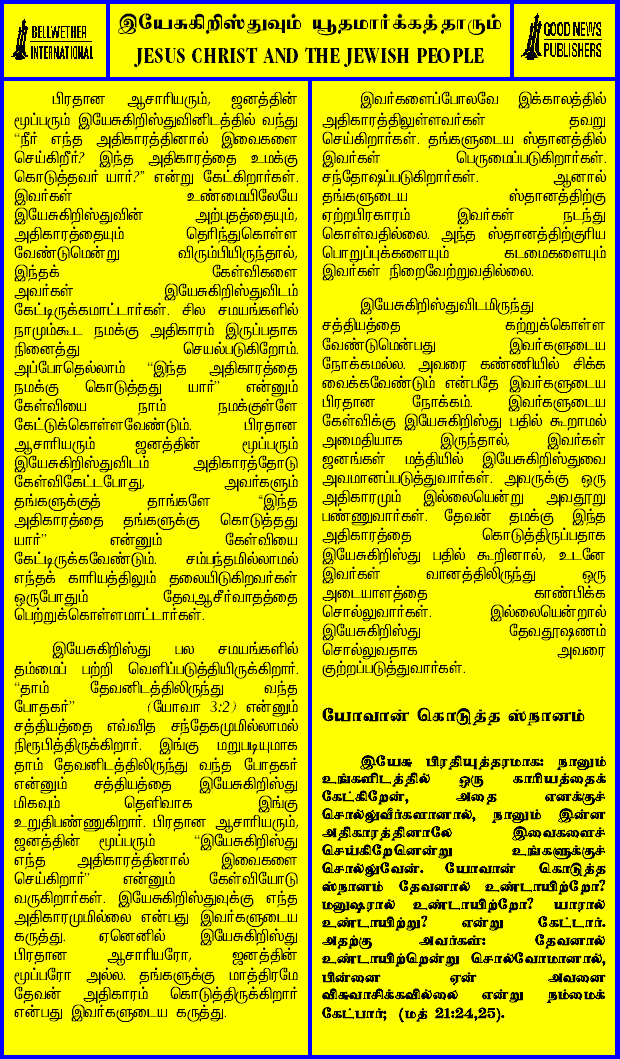 BELLWETHER
INTERNATIONAL
இயேசுகிறிஸ்துவும் யூதமார்க்கத்தாரும்
JESUS CHRIST AND THE JEWISH PEOPLE
GOOD NEWS
PUBLISHERS
பிரதான ஆசாரியரும், ஜனத்தின்
மூப்பரும் இயேசுகிறிஸ்துவினிடத்தில் வந்து
“நீர் எந்த அதிகாரத்தினால் இவைகளை
செய்கிறீர்? இந்த அதிகாரத்தை உமக்கு
கொடுத்தவர் யார்?” என்று கேட்கிறார்கள்.
இவர்கள் உண்மையிலேயே
இயேசுகிறிஸ்துவின் அற்புதத்தையும்,
அதிகாரத்தையும் தெரிந்துகொள்ள
வேண்டுமென்று விரும்பியிருந்தால்,
இந்தக் கேள்விகளை
அவர்கள் இயேசுகிறிஸ்துவிடம்
கேட்டிருக்கமாட்டார்கள். சில சமயங்களில்
நாமும்கூட நமக்கு அதிகாரம் இருப்பதாக
நினைத்து செயல்படுகிறோம்.
அப்போதெல்லாம் “இந்த அதிகாரத்தை
நமக்கு கொடுத்தது யார்” என்னும்
கேள்வியை நாம் நமக்குள்ளே
கேட்டுக்கொள்ளவேண்டும். பிரதான
ஆசாரியரும் ஜனத்தின் மூப்பரும்
இயேசுகிறிஸ்துவிடம் அதிகாரத்தோடு
கேள்விகேட்டபோது, அவர்களும்
தங்களுக்குத் தாங்களே “இந்த
அதிகாரத்தை தங்களுக்கு கொடுத்தது
யார்” என்னும் கேள்வியை
கேட்டிருக்கவேண்டும். சம்பந்தமில்லாமல்
எந்தக் காரியத்திலும் தலையிடுகிறவர்கள்
ஒருபோதும் தேவஆசீர்வாதத்தை
பெற்றுக்கொள்ளமாட்டார்கள்.
இயேசுகிறிஸ்து பல சமயங்களில்
தம்மைப் பற்றி வெளிப்படுத்தியிருக்கிறார்.
“தாம் தேவனிடத்திலிருந்து வந்த
போதகர்” (யோவா 3:2) என்னும்
சத்தியத்தை எவ்வித சந்தேகமுமில்லாமல்
நிரூபித்திருக்கிறார். இங்கு மறுபடியுமாக
தாம் தேவனிடத்திலிருந்து வந்த போதகர்
என்னும் சத்தியத்தை இயேசுகிறிஸ்து
மிகவும் தெளிவாக இங்கு
உறுதிபண்ணுகிறார். பிரதான ஆசாரியரும்,
ஜனத்தின் மூப்பரும் “இயேசுகிறிஸ்து
எந்த அதிகாரத்தினால் இவைகளை
செய்கிறார்” என்னும் கேள்வியோடு
வருகிறார்கள். இயேசுகிறிஸ்துவுக்கு எந்த
அதிகாரமுமில்லை என்பது இவர்களுடைய
கருத்து. ஏனெனில் இயேசுகிறிஸ்து
பிரதான ஆசாரியரோ, ஜனத்தின்
மூப்பரோ அல்ல. தங்களுக்கு மாத்திரமே
தேவன் அதிகாரம் கொடுத்திருக்கிறார்
என்பது இவர்களுடைய கருத்து.
இவர்களைப்போலவே இக்காலத்தில்
அதிகாரத்திலுள்ளவர்கள் தவறு
செய்கிறார்கள். தங்களுடைய ஸ்தானத்தில்
இவர்கள் பெருமைப்படுகிறார்கள்.
சந்தோஷப்படுகிறார்கள். ஆனால்
தங்களுடைய ஸ்தானத்திற்கு
ஏற்றபிரகாரம் இவர்கள் நடந்து
கொள்வதில்லை. அந்த ஸ்தானத்திற்குரிய
பொறுப்புக்களையும் கடமைகளையும்
இவர்கள் நிறைவேற்றுவதில்லை.
இயேசுகிறிஸ்துவிடமிருந்து
சத்தியத்தை கற்றுக்கொள்ள
வேண்டுமென்பது இவர்களுடைய
நோக்கமல்ல. அவரை கண்ணியில் சிக்க
வைக்கவேண்டும் என்பதே இவர்களுடைய
பிரதான நோக்கம். இவர்களுடைய
கேள்விக்கு இயேசுகிறிஸ்து பதில் கூறாமல்
அமைதியாக இருந்தால், இவர்கள்
ஜனங்கள் மத்தியில் இயேசுகிறிஸ்துவை
அவமானப்படுத்துவார்கள். அவருக்கு ஒரு
அதிகாரமும் இல்லையென்று அவதூறு
பண்ணுவார்கள். தேவன் தமக்கு இந்த
அதிகாரத்தை கொடுத்திருப்பதாக
இயேசுகிறிஸ்து பதில் கூறினால், உடனே
இவர்கள் வானத்திலிருந்து ஒரு
அடையாளத்தை காண்பிக்க
சொல்லுவார்கள். இல்லையென்றால்
இயேசுகிறிஸ்து தேவதூஷணம்
சொல்லுவதாக அவரை
குற்றப்படுத்துவார்கள்.
யோவான் கொடுத்த ஸ்நானம்
இயேசு பிரதியுத்தரமாக: நானும்
உங்களிடத்தில் ஒரு காரியத்தைக்
கேட்கிறேன், அதை எனக்குச்
சொல்லுவீர்களானால், நானும் இன்ன
அதிகாரத்தினாலே இவைகளைச்
செய்கிறேனென்று உங்களுக்குச்
சொல்லுவேன். யோவான் கொடுத்த
ஸ்நானம் தேவனால் உண்டாயிற்றோ?
மனுஷரால் உண்டாயிற்றோ? யாரால்
உண்டாயிற்று? என்று கேட்டார்.
அதற்கு அவர்கள்: தேவனால்
உண்டாயிற்றென்று சொல்வோமானால்,
பின்னை ஏன் அவனை
விசுவாசிக்கவில்லை என்று நம்மைக்
கேட்பார்; (மத் 21:24,25).